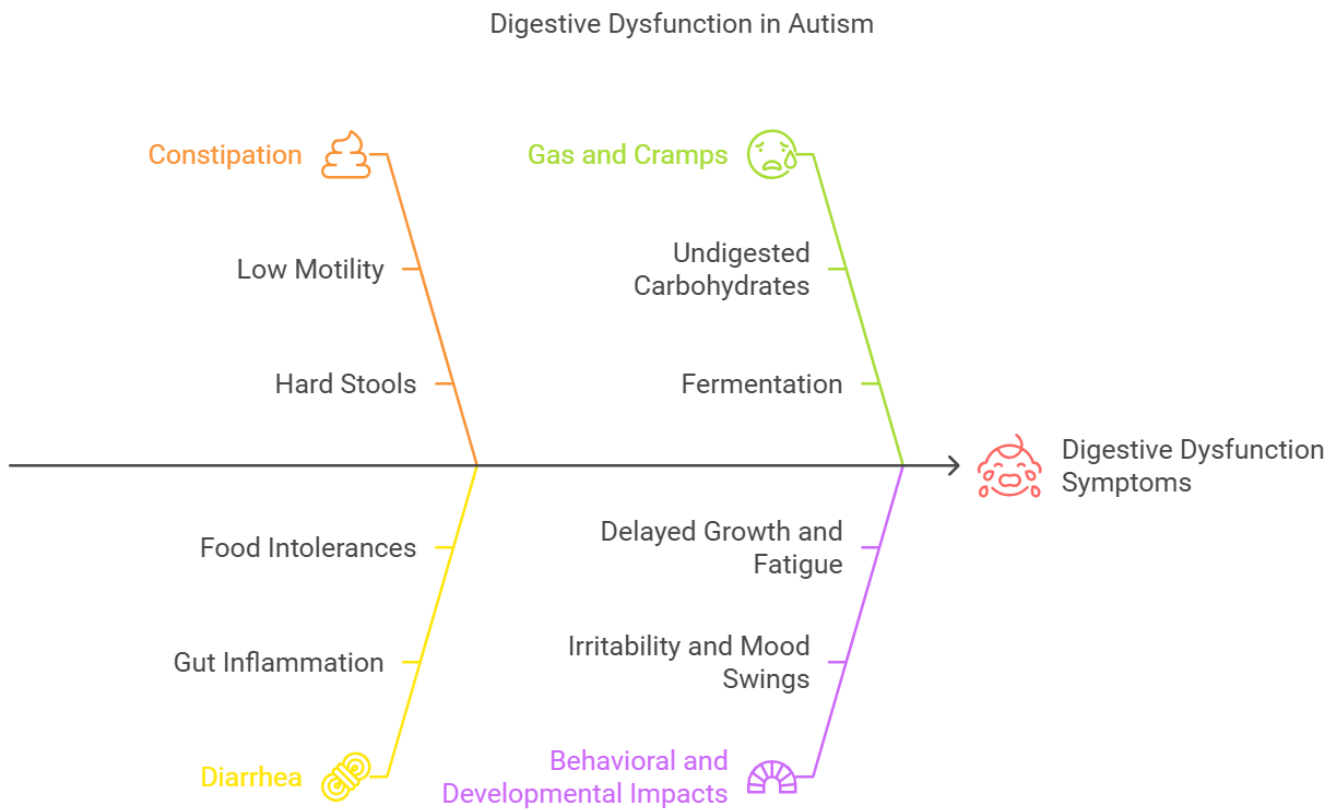 Digestive Dysfunction in Autism
Constipation
Gas and Cramps
Low Motility
Undigested
Carbohydrates
Hard Stools
Fermentation
Digestive Dysfunction
Symptoms
Food Intolerances
Delayed Growth and
Fatigue
Gut Inflammation
Irritability and Mood
Swings
Diarrhea
Behavioral and
Developmental Impacts